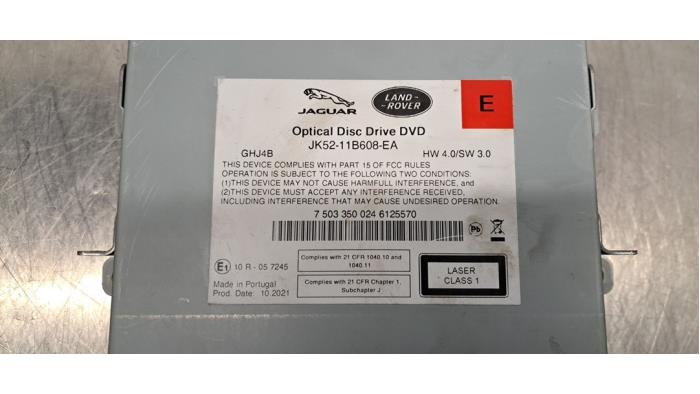 JAGUAR
LAND
ROVER
E
Optical Disc Drive DVD
JK52-11B608-EA
GHJ4B
HW 4.0/SW 3.0
THIS DEVICE COMPLIES WITH PART 15 OF FCC RULES
OPERATION IS SUBJECT TO THE FOLLOWING TWO CONDITIONS:
(1)THIS DEVICE MAY NOT CAUSE HARMFULL INTERFERENCE, and
(2)THIS DEVICE MUST ACCEPT ANY INTERFERENCE RECEIVED,
INCLUDING INTERFERENCE THAT MAY CAUSE UNDESIRED OPERATION.
7 503 350 024 6125570
Pb
E1 10 R - 05 7245
Complies with 21 CFR 1040.10 and
1040.11
LASER
CLASS 1
Made in Portugal
Prod. Date: 10.2021
Complies with 21 CFR Chapter 1,
Subchapter J